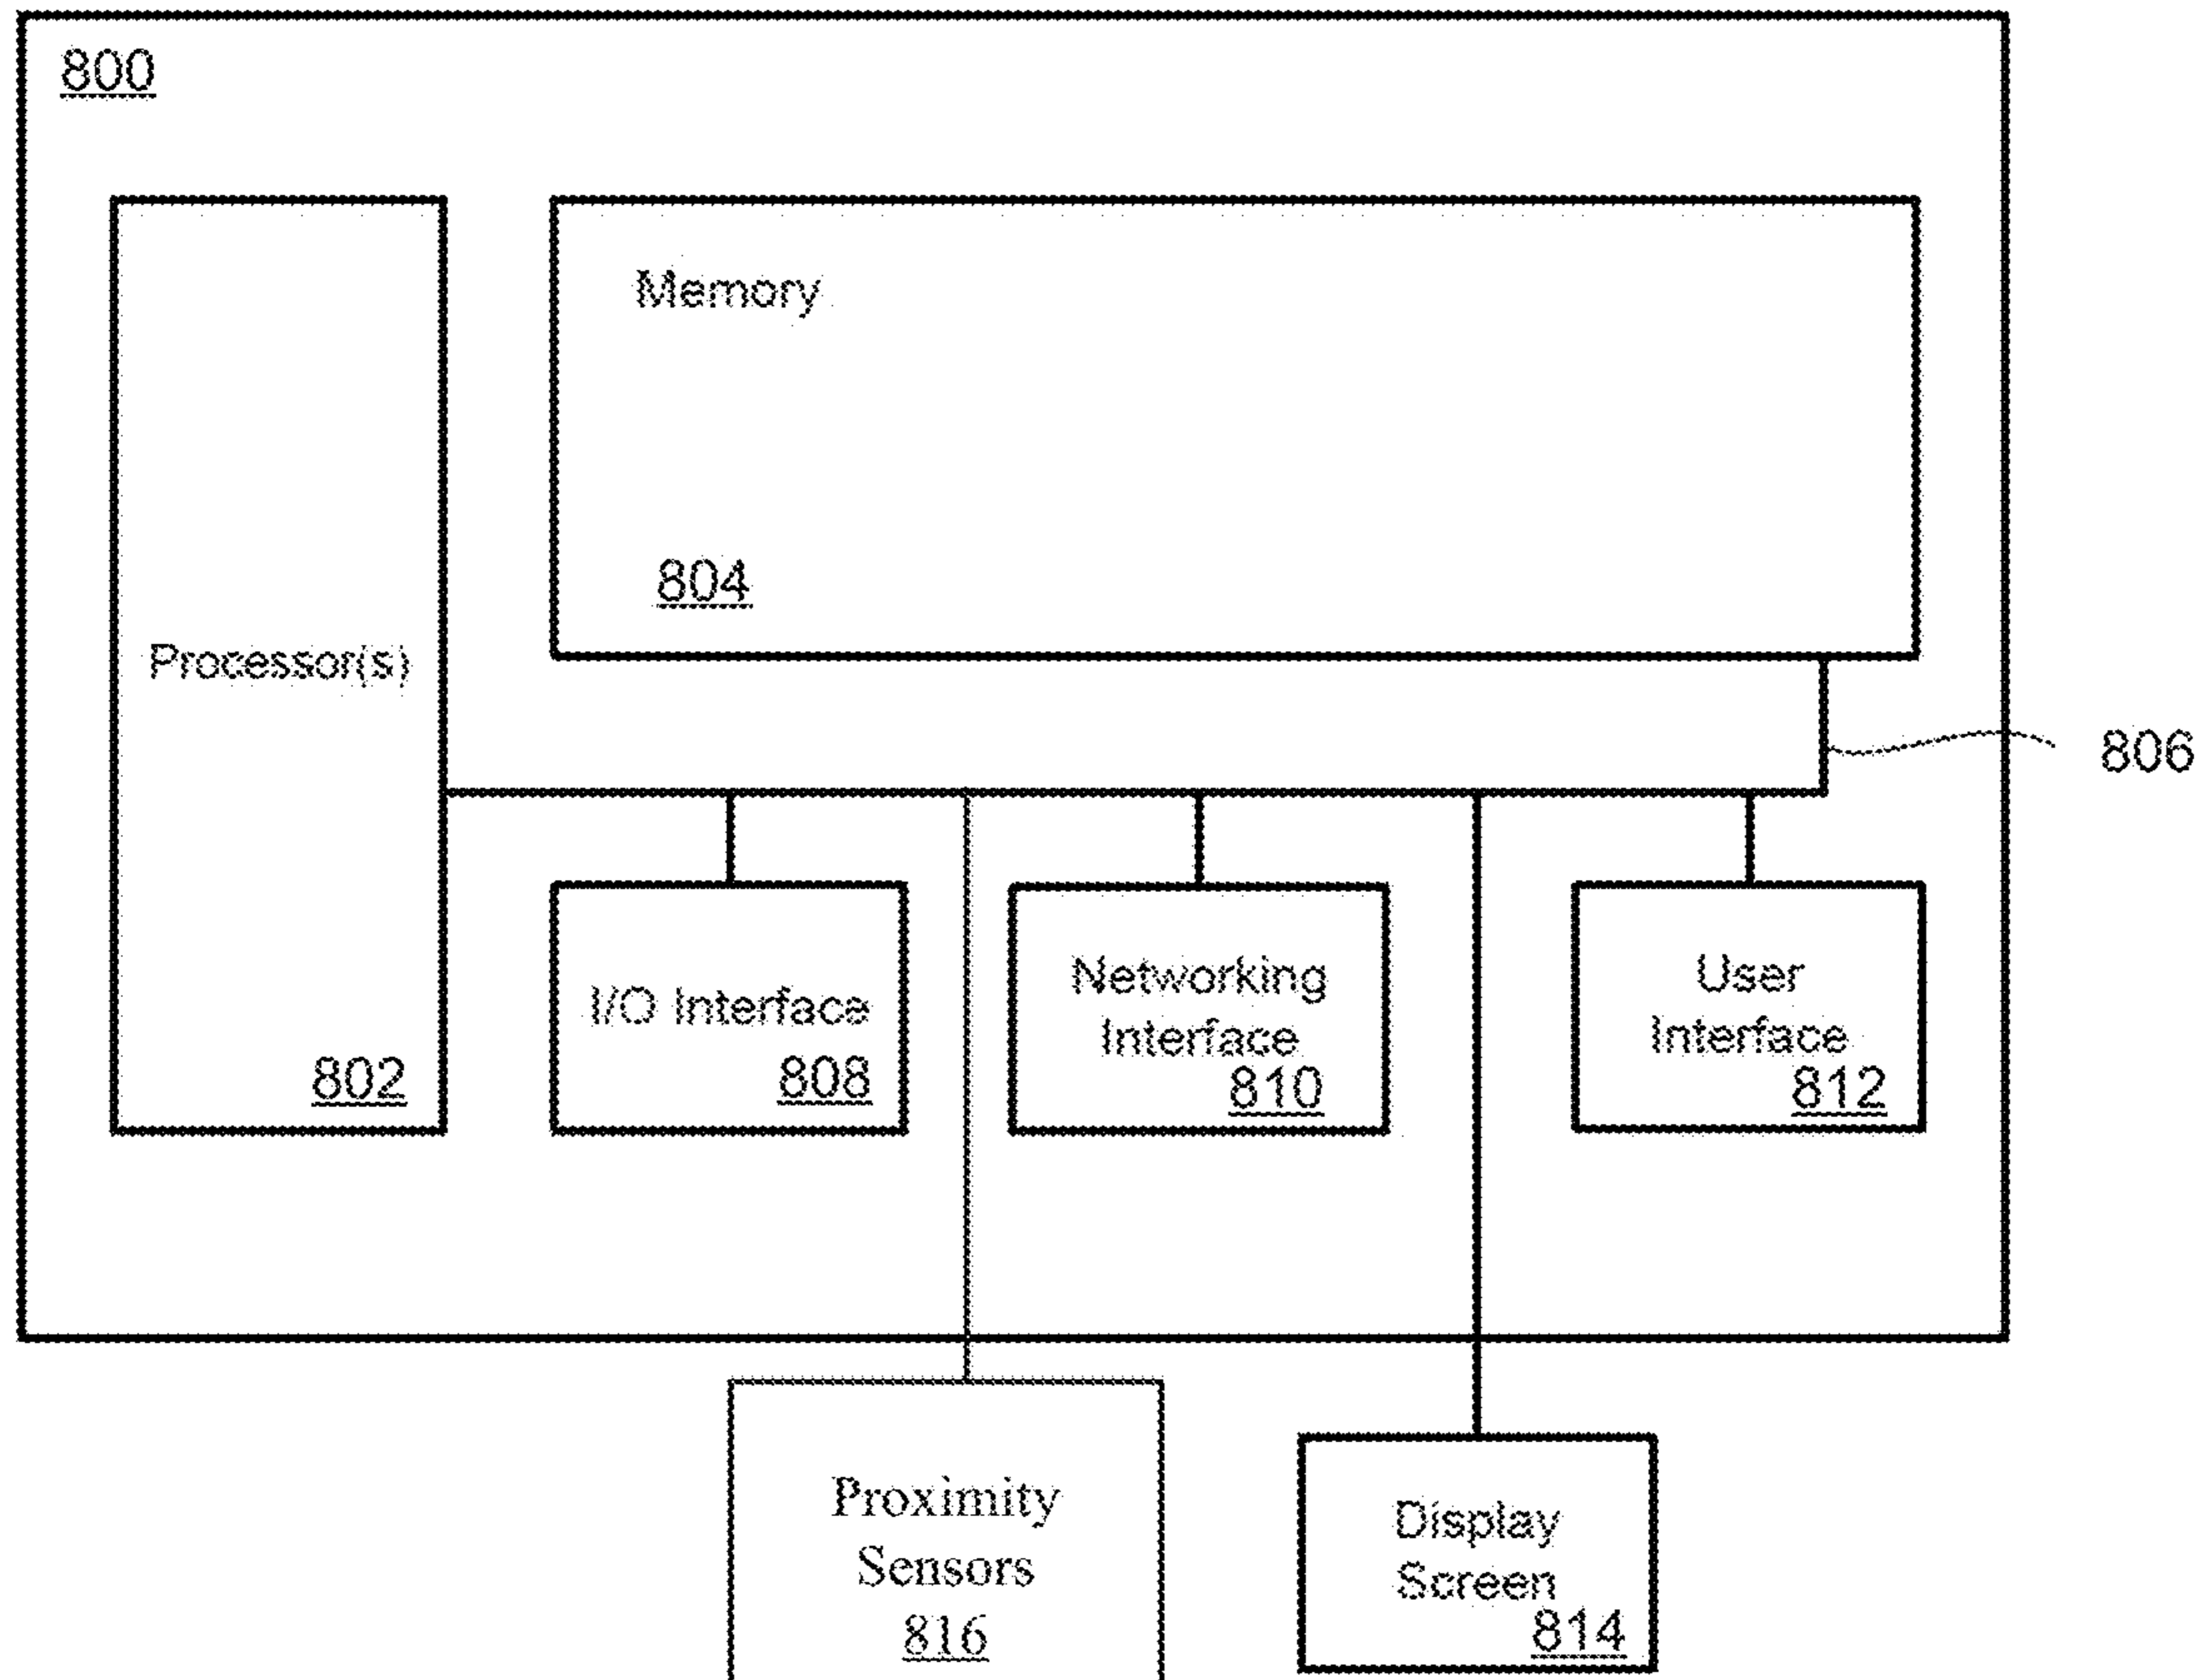 800
Memory
804
Processor(s)
802
806
I/O Interface
808
Networking
Interface
810
User
Interface
812
Proximity
Sensors
816
Display
Screen
814